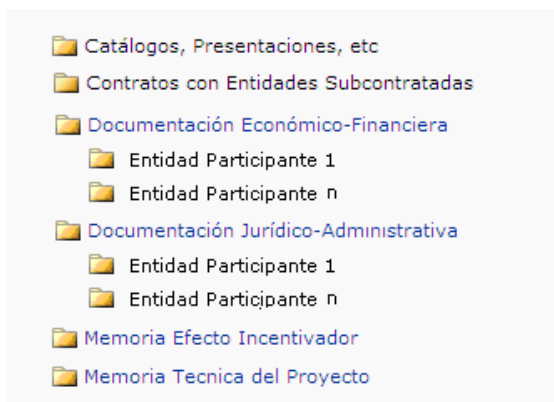 Catálogos, Presentaciones, etc
Contratos con Entidades Subcontratadas
Documentación Económico-Financiera
Entidad Participante 1
Entidad Participante n
Documentación Jurídico-Administrativa
Entidad Participante 1
Entidad Participante n
Memoria Efecto Incentivador
Memoria Tecnica del Proyecto